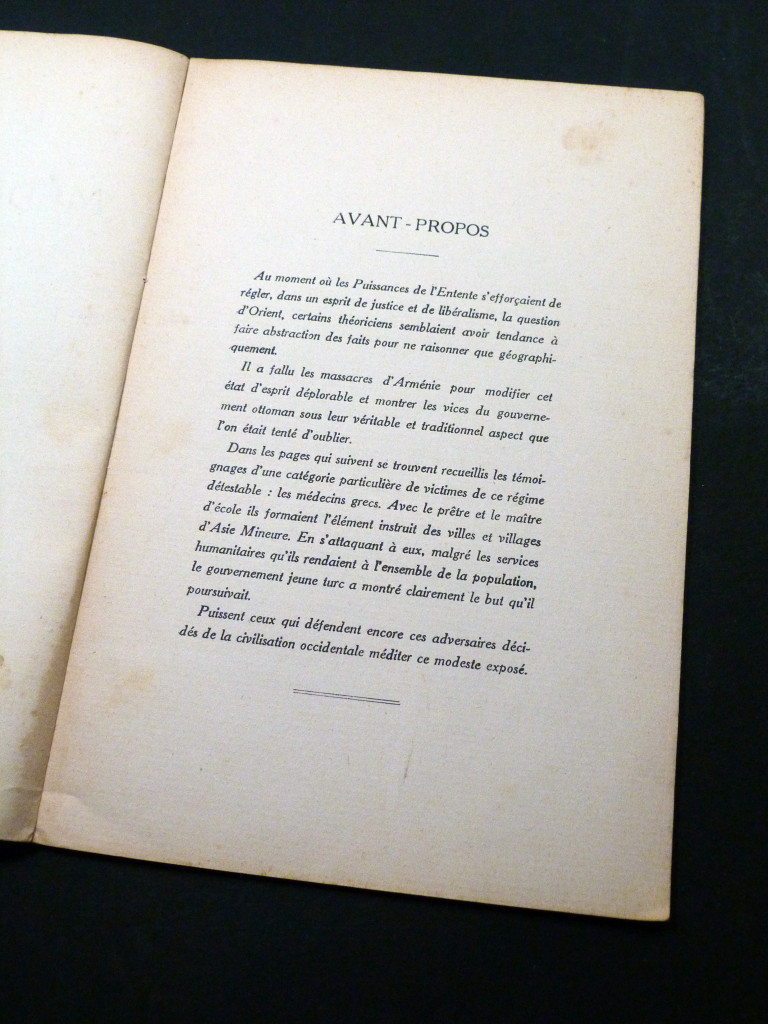 AVANT-PROPOS
Au moment où les Puissances de l'Entente s'efforçaient de
régler, dans un esprit de justice et de libéralisme, la question
d'Orient, certains théoriciens semblaient avoir tendance à
faire abstraction des faits pour ne raisonner que géographi-
quement.
Il a fallu les massacres d'Arménie pour modifier cet
état d'esprit déplorable et montrer les vices du gouverne-
ment ottoman sous leur véritable et traditionnel aspect que
l'on était tenté d'oublier.
Dans les pages qui suivent se trouvent recueillis les témoi-
gnages d'une catégorie particulière de victimes de ce régime
détestable : les médecins grecs. Avec le prêtre et le maître
d'école ils formaient l'élément instruit des villes et villages
d'Asie Mineure. En s'attaquant à eux, malgré les services
humanitaires qu'ils rendaient à l'ensemble de la population,
le gouvernement jeune turc a montré clairement le but qu'il
poursuivait.
Puissent ceux qui défendent encore ces adversaires déci-
dés de la civilisation occidentale méditer ce modeste exposé.